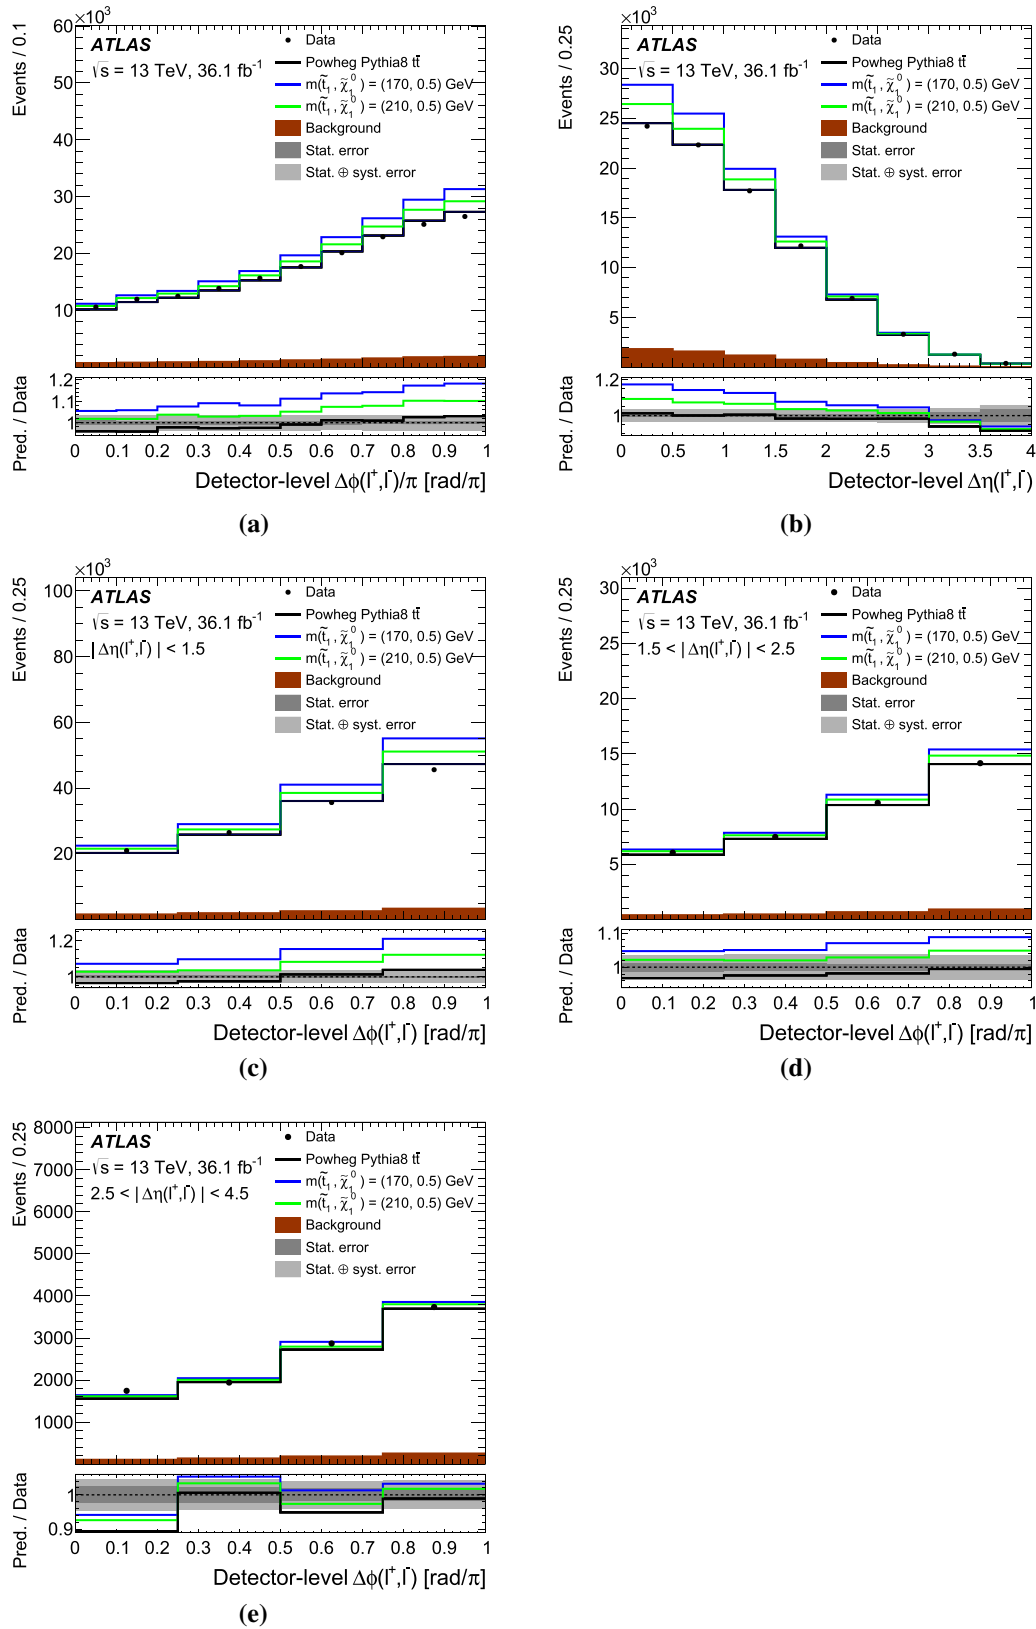 ×10³
Events / 0.1
60
50
40
30
20
10
ATLAS
√s = 13 TeV, 36.1 fb⁻¹
Data
Powheg Pythia8 tt̄
m(t̃₁, χ̃₁⁰) = (170, 0.5) GeV
m(t̃₁, χ̃₁⁰) = (210, 0.5) GeV
Background
Stat. error
Stat. ⊕ syst. error
Pred. / Data
1.2
1.1
1
0 0.1 0.2 0.3 0.4 0.5 0.6 0.7 0.8 0.9 1
Detector-level Δϕ(l⁺,l⁻)/π [rad/π]
(a)
×10³
Events / 0.25
30
25
20
15
10
5
ATLAS
√s = 13 TeV, 36.1 fb⁻¹
Data
Powheg Pythia8 tt̄
m(t̃₁, χ̃₁⁰) = (170, 0.5) GeV
m(t̃₁, χ̃₁⁰) = (210, 0.5) GeV
Background
Stat. error
Stat. ⊕ syst. error
Pred. / Data
1.2
1
0 0.5 1 1.5 2 2.5 3 3.5 4
Detector-level Δη(l⁺,l⁻)
(b)
×10³
Events / 0.25
100
80
60
40
20
ATLAS
√s = 13 TeV, 36.1 fb⁻¹
|Δη(l⁺,l⁻)| < 1.5
Data
Powheg Pythia8 tt̄
m(t̃₁, χ̃₁⁰) = (170, 0.5) GeV
m(t̃₁, χ̃₁⁰) = (210, 0.5) GeV
Background
Stat. error
Stat. ⊕ syst. error
Pred. / Data
1.2
1
0 0.1 0.2 0.3 0.4 0.5 0.6 0.7 0.8 0.9 1
Detector-level Δϕ(l⁺,l⁻) [rad/π]
(c)
×10³
Events / 0.25
30
25
20
15
10
5
ATLAS
√s = 13 TeV, 36.1 fb⁻¹
1.5 < |Δη(l⁺,l⁻)| < 2.5
Data
Powheg Pythia8 tt̄
m(t̃₁, χ̃₁⁰) = (170, 0.5) GeV
m(t̃₁, χ̃₁⁰) = (210, 0.5) GeV
Background
Stat. error
Stat. ⊕ syst. error
Pred. / Data
1.1
1
0 0.1 0.2 0.3 0.4 0.5 0.6 0.7 0.8 0.9 1
Detector-level Δϕ(l⁺,l⁻) [rad/π]
(d)
Events / 0.25
8000
7000
6000
5000
4000
3000
2000
1000
ATLAS
√s = 13 TeV, 36.1 fb⁻¹
2.5 < |Δη(l⁺,l⁻)| < 4.5
Data
Powheg Pythia8 tt̄
m(t̃₁, χ̃₁⁰) = (170, 0.5) GeV
m(t̃₁, χ̃₁⁰) = (210, 0.5) GeV
Background
Stat. error
Stat. ⊕ syst. error
Pred. / Data
1
0.9
0 0.1 0.2 0.3 0.4 0.5 0.6 0.7 0.8 0.9 1
Detector-level Δϕ(l⁺,l⁻) [rad/π]
(e)